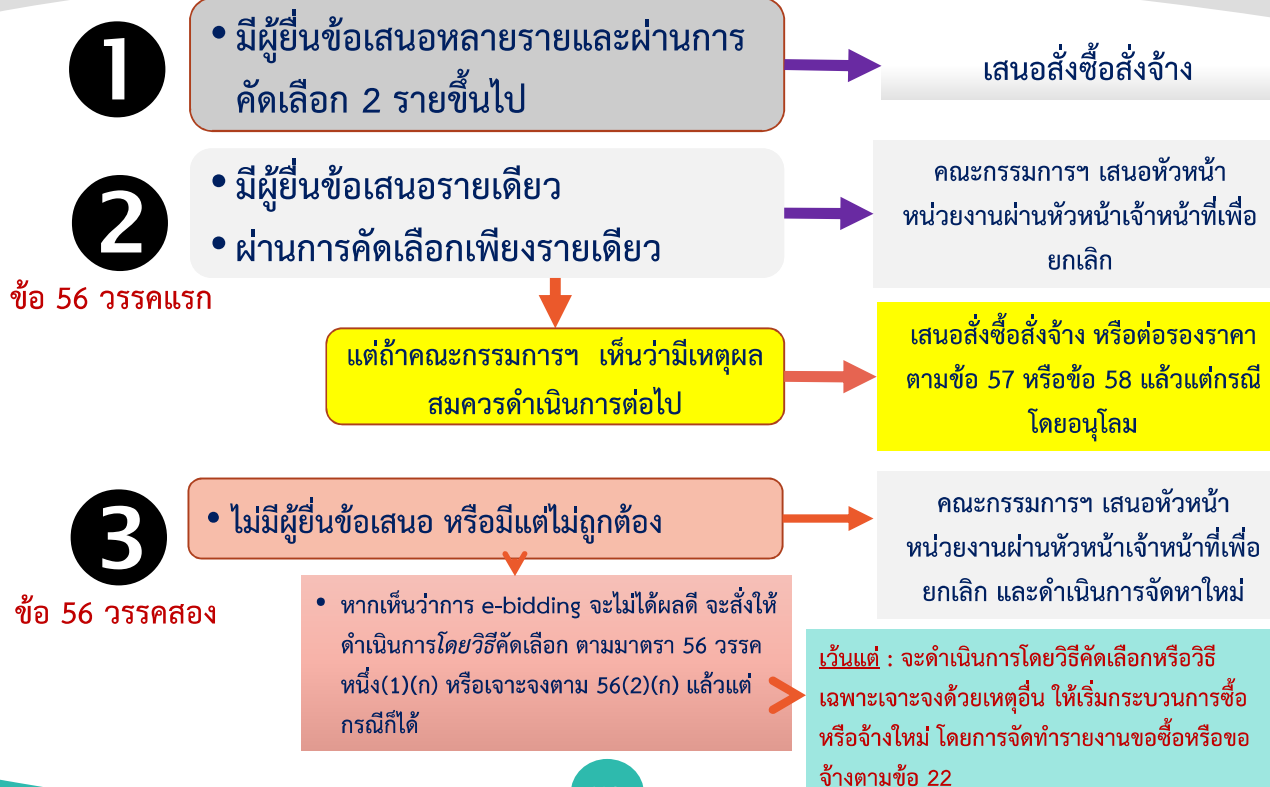 1
• มีผู้ยื่นข้อเสนอหลายรายและผ่านการ
คัดเลือก 2 รายขึ้นไป
เสนอสั่งซื้อสั่งจ้าง
2
• มีผู้ยื่นข้อเสนอรายเดียว
• ผ่านการคัดเลือกเพียงรายเดียว
คณะกรรมการฯ เสนอหัวหน้า
หน่วยงานผ่านหัวหน้าเจ้าหน้าที่เพื่อ
ยกเลิก
ข้อ 56 วรรคแรก
แต่ถ้าคณะกรรมการฯ เห็นว่ามีเหตุผล
สมควรดำเนินการต่อไป
เสนอสั่งซื้อสั่งจ้าง หรือต่อรองราคา
ตามข้อ 57 หรือข้อ 58 แล้วแต่กรณี
โดยอนุโลม
3
• ไม่มีผู้ยื่นข้อเสนอ หรือมีแต่ไม่ถูกต้อง
คณะกรรมการฯ เสนอหัวหน้า
หน่วยงานผ่านหัวหน้าเจ้าหน้าที่เพื่อ
ยกเลิก และดำเนินการจัดหาใหม่
ข้อ 56 วรรคสอง
• หากเห็นว่าการ e-bidding จะไม่ได้ผลดี จะสั่งให้
ดำเนินการโดยวิธีคัดเลือก ตามมาตรา 56 วรรค
หนึ่ง(1)(ก) หรือเจาะจงตาม 56(2)(ก) แล้วแต่
กรณีก็ได้
เว้นแต่ : จะดำเนินการโดยวิธีคัดเลือกหรือวิธี
เฉพาะเจาะจงด้วยเหตุอื่น ให้เริ่มกระบวนการซื้อ
หรือจ้างใหม่ โดยการจัดทำรายงานขอซื้อหรือขอ
จ้างตามข้อ 22